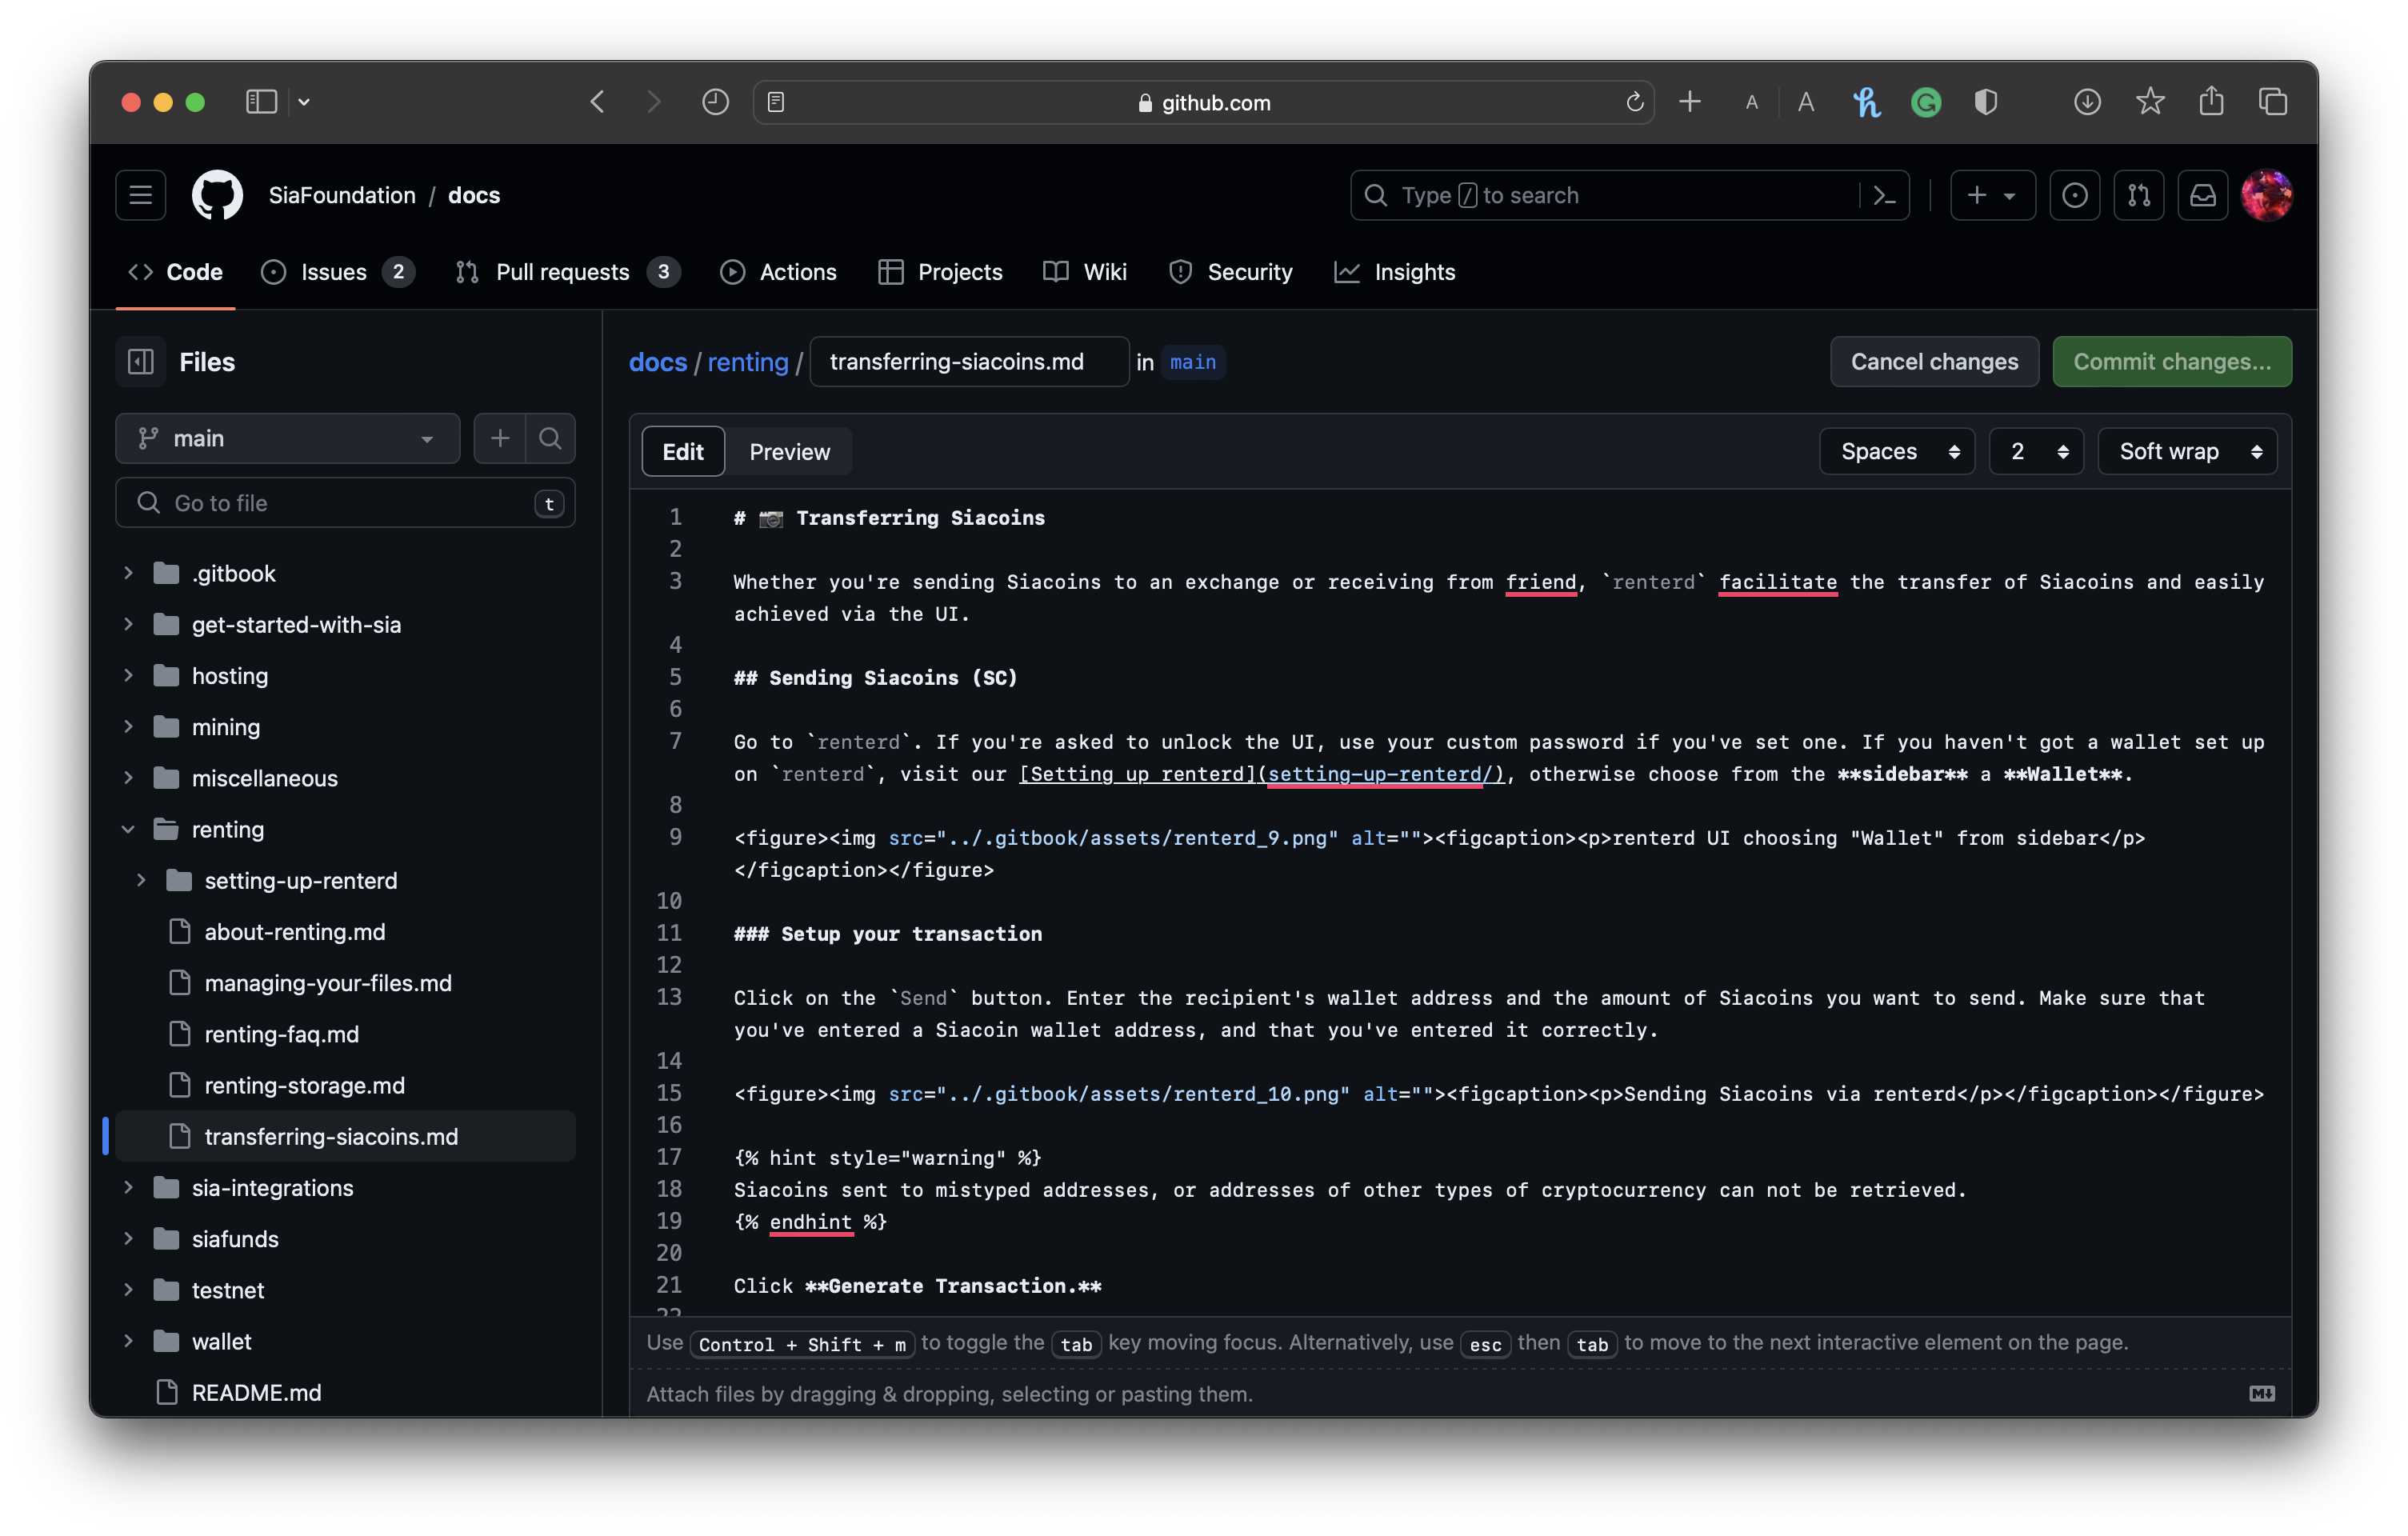 github.com
A
A
SiaFoundation / docs
Type / to search
Code
Issues 2
Pull requests 3
Actions
Projects
Wiki
Security
Insights
Files
main
Go to file
t
.gitbook
get-started-with-sia
hosting
mining
miscellaneous
renting
setting-up-renterd
about-renting.md
managing-your-files.md
renting-faq.md
renting-storage.md
transferring-siacoins.md
sia-integrations
siafunds
testnet
wallet
README.md
docs / renting / transferring-siacoins.md in main
Cancel changes
Commit changes...
Edit
Preview
Spaces
2
Soft wrap
1 # 📷 Transferring Siacoins
2
3 Whether you're sending Siacoins to an exchange or receiving from friend, `renterd` facilitate the transfer of Siacoins and easily
achieved via the UI.
4
5 ## Sending Siacoins (SC)
6
7 Go to `renterd`. If you're asked to unlock the UI, use your custom password if you've set one. If you haven't got a wallet set up
on `renterd`, visit our [Setting up renterd](setting-up-renterd/), otherwise choose from the **sidebar** a **Wallet**.
8
9 <figure><img src="../.gitbook/assets/renterd_9.png" alt=""><figcaption><p>renterd UI choosing "Wallet" from sidebar</p>
</figcaption></figure>
10
11 ### Setup your transaction
12
13 Click on the `Send` button. Enter the recipient's wallet address and the amount of Siacoins you want to send. Make sure that
you've entered a Siacoin wallet address, and that you've entered it correctly.
14
15 <figure><img src="../.gitbook/assets/renterd_10.png" alt=""><figcaption><p>Sending Siacoins via renterd</p></figcaption></figure>
16
17 {% hint style="warning" %}
18 Siacoins sent to mistyped addresses, or addresses of other types of cryptocurrency can not be retrieved.
19 {% endhint %}
20
21 Click **Generate Transaction.**
22
Use Control + Shift + m to toggle the tab key moving focus. Alternatively, use esc then tab to move to the next interactive element on the page.
Attach files by dragging & dropping, selecting or pasting them.